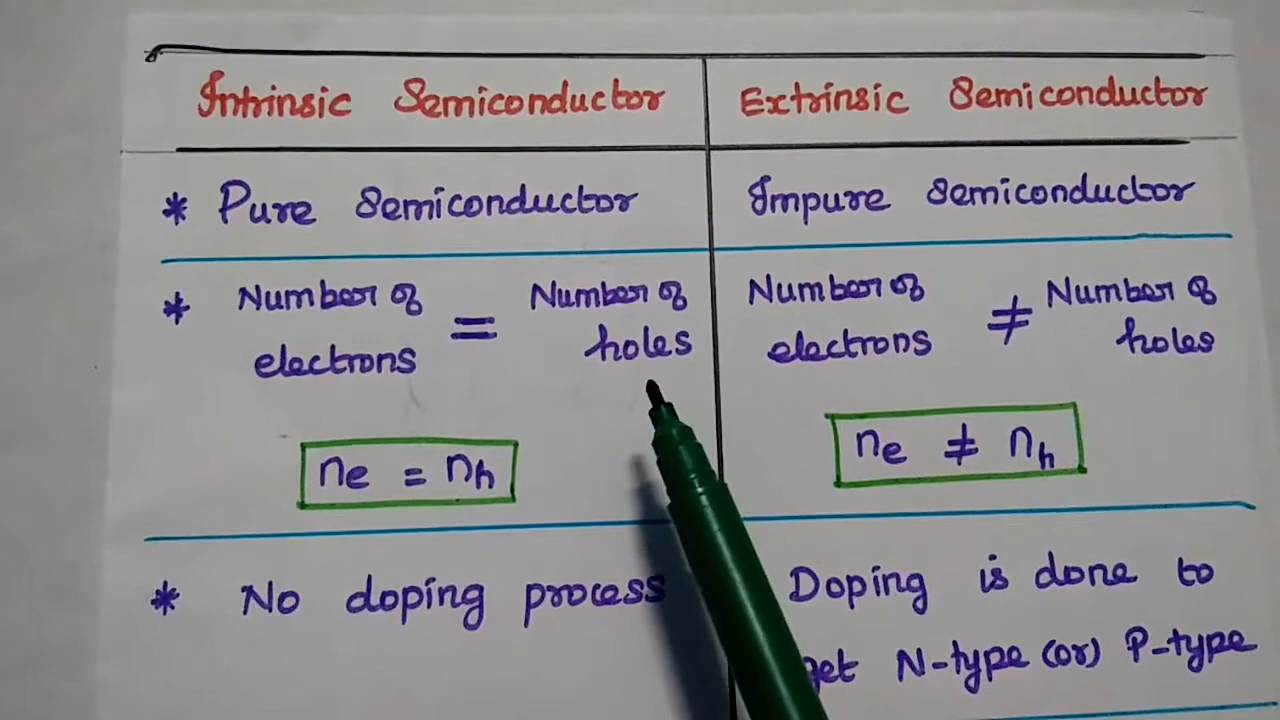 Intrinsic Semiconductor
Extrinsic Semiconductor
* Pure Semiconductor
Impure Semiconductor
* Number of electrons = Number of holes
Number of electrons ≠ Number of holes
ne = nh
ne ≠ nh
* No doping process
Doping is done to
get N-type (or) P-type